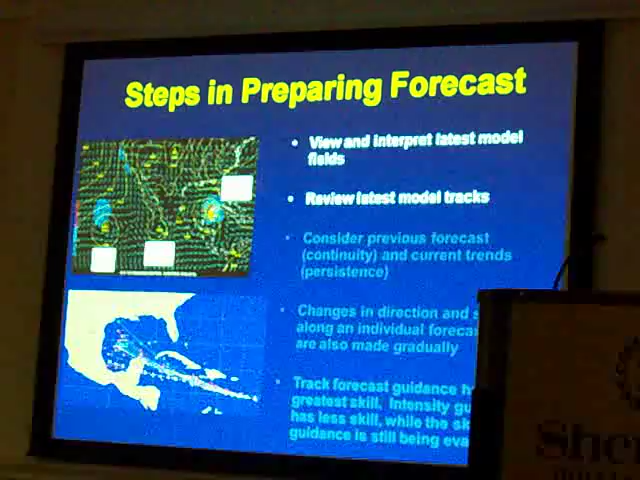 Steps in Preparing Forecast
• View and interpret latest model
fields
• Review latest model tracks
• Consider previous forecast
(continuity) and current trends
(persistence)
• Changes in direction and s
along an individual foreca
are also made gradually
• Track forecast guidance h
greatest skill. Intensity gu
has less skill, while the sk
guidance is still being eva
Sher